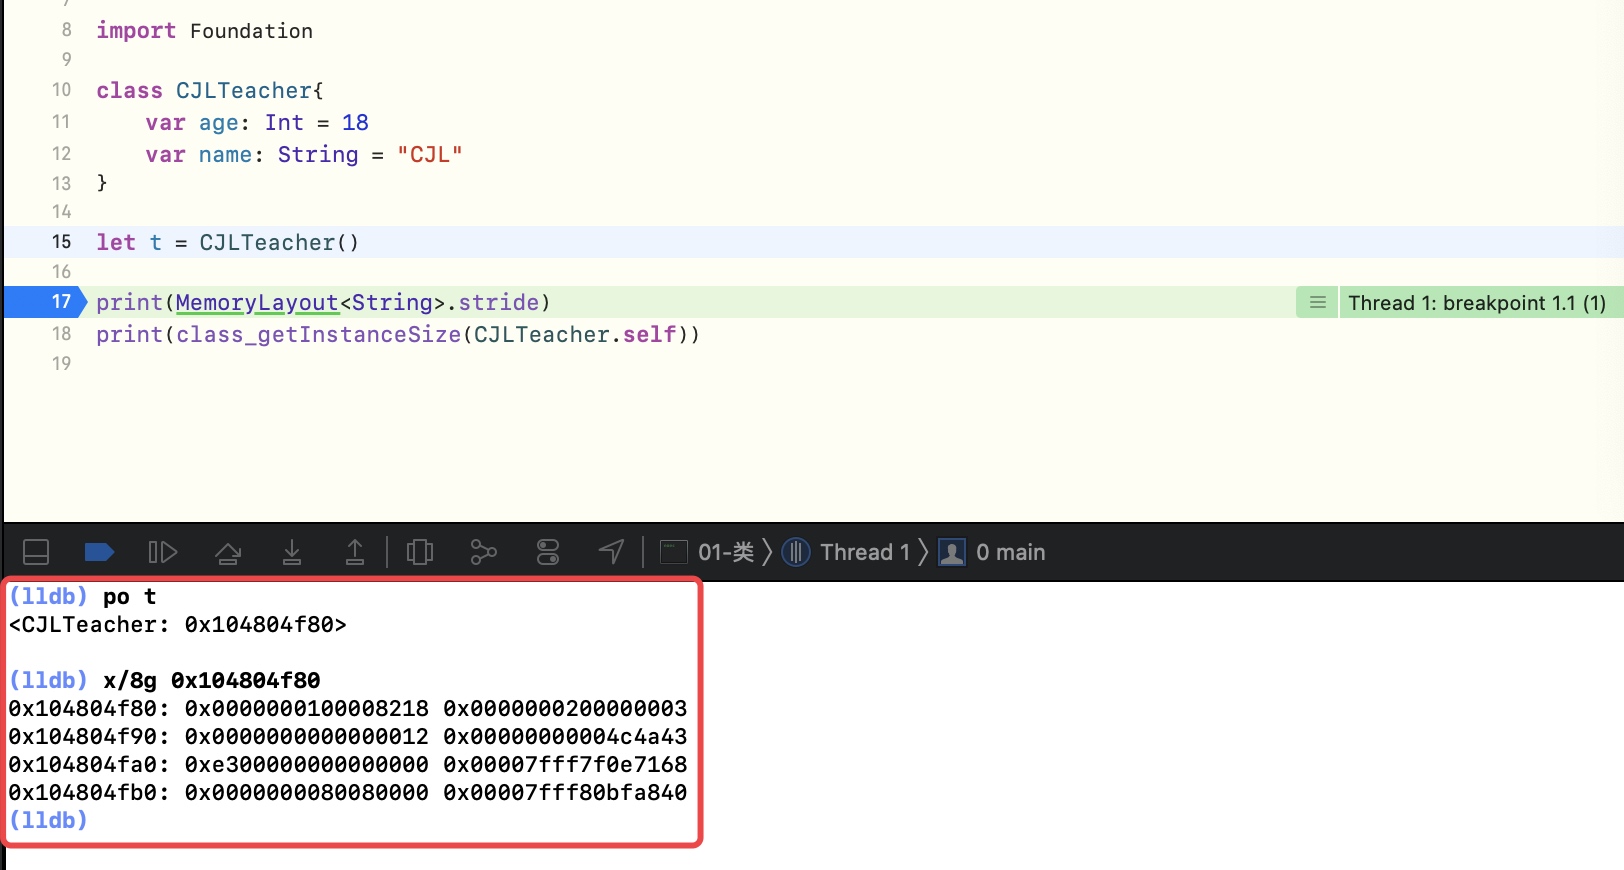 8 import Foundation
9
10 class CJLTeacher{
11 var age: Int = 18
12 var name: String = "CJL"
13 }
14
15 let t = CJLTeacher()
16
17 print(MemoryLayout<String>.stride) Thread 1: breakpoint 1.1 (1)
18 print(class_getInstanceSize(CJLTeacher.self))
19
01-类 〉 Thread 1 〉 0 main
(lldb) po t
<CJLTeacher: 0x104804f80>
(lldb) x/8g 0x104804f80
0x104804f80: 0x0000000100008218 0x0000000200000003
0x104804f90: 0x0000000000000012 0x00000000004c4a43
0x104804fa0: 0xe300000000000000 0x00007fff7f0e7168
0x104804fb0: 0x0000000080080000 0x00007fff80bfa840
(lldb)